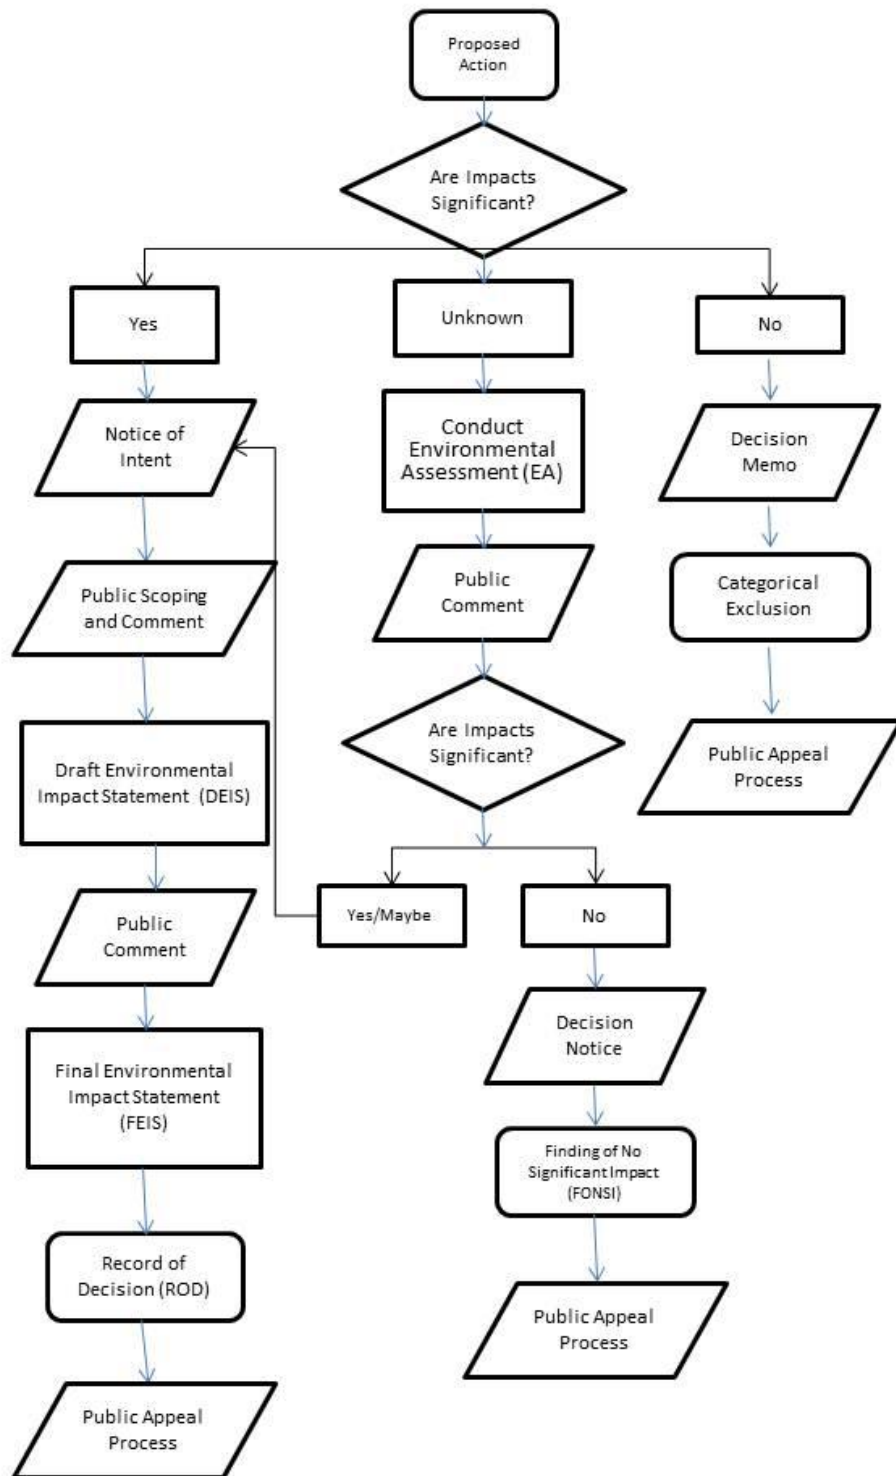 Proposed
Action
Are Impacts
Significant?
Yes
Unknown
No
Notice of
Intent
Conduct
Environmental
Assessment (EA)
Decision
Memo
Public Scoping
and Comment
Public
Comment
Categorical
Exclusion
Draft Environmental
Impact Statement (DEIS)
Are Impacts
Significant?
Public Appeal
Process
Public
Comment
Yes/Maybe
No
Final Environmental
Impact Statement
(FEIS)
Decision
Notice
Record of
Decision (ROD)
Finding of No
Significant Impact
(FONSI)
Public Appeal
Process
Public Appeal
Process